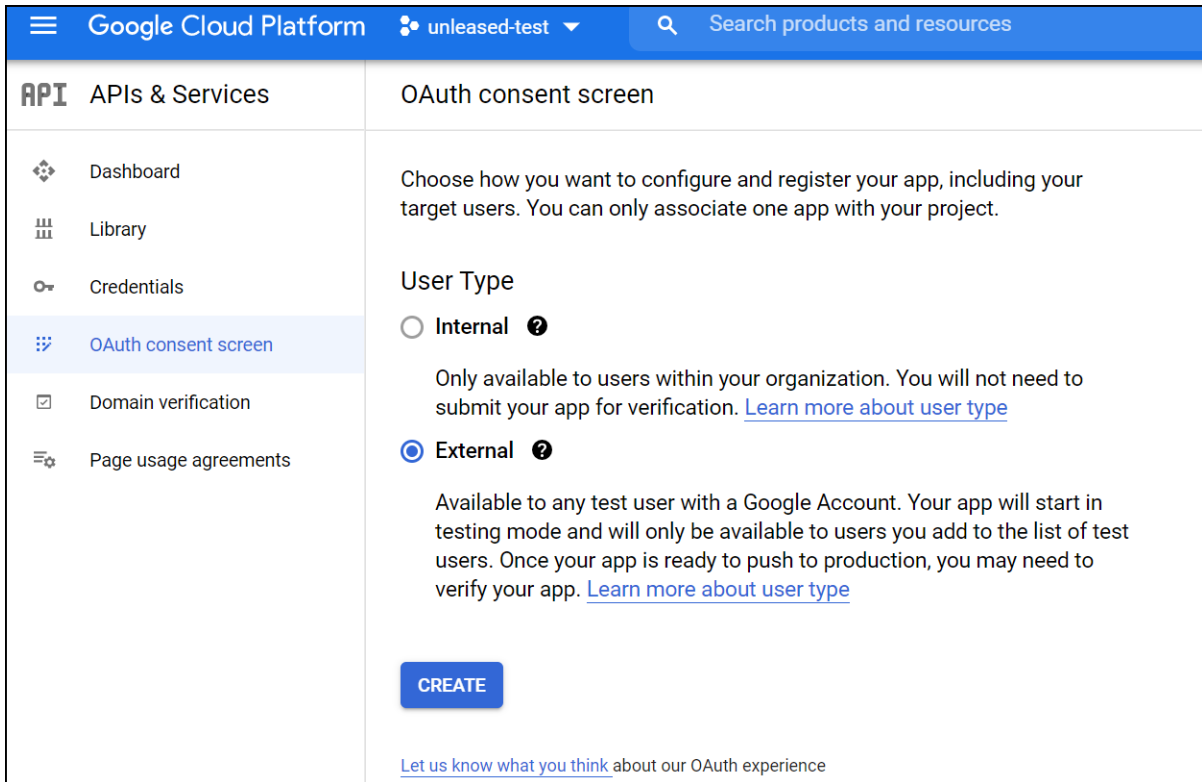 Google Cloud Platform unleased-test Search products and resources
API APIs & Services
OAuth consent screen
Dashboard
Library
Credentials
OAuth consent screen
Domain verification
Page usage agreements
Choose how you want to configure and register your app, including your
target users. You can only associate one app with your project.
User Type
Internal
Only available to users within your organization. You will not need to
submit your app for verification. Learn more about user type
External
Available to any test user with a Google Account. Your app will start in
testing mode and will only be available to users you add to the list of test
users. Once your app is ready to push to production, you may need to
verify your app. Learn more about user type
CREATE
Let us know what you think about our OAuth experience